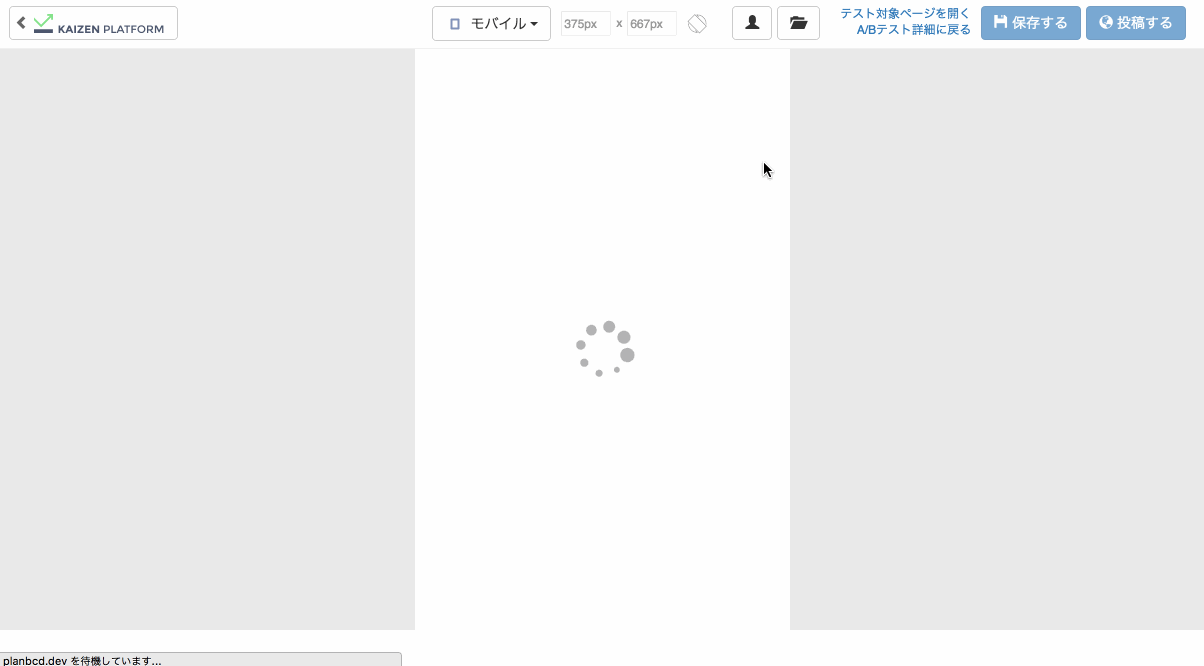 KAIZEN PLATFORM
モバイル
375px x 667px
テスト対象ページを開く
A/Bテスト詳細に戻る
保存する
投稿する
planbcd.dev を待機しています...